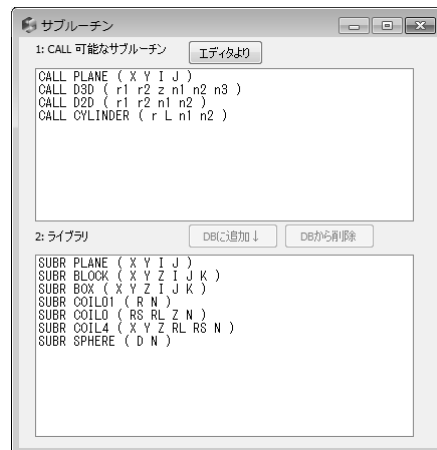 サブルーチン
1: CALL 可能なサブルーチン エディタより
CALL PLANE ( X Y I J )
CALL D3D ( r1 r2 z n1 n2 n3 )
CALL D2D ( r1 r2 n1 n2 )
CALL CYLINDER ( r L n1 n2 )
2: ライブラリ DBに追加↓ DBから削除
SUBR PLANE ( X Y I J )
SUBR BLOCK ( X Y Z I J K )
SUBR BOX ( X Y Z I J K )
SUBR COIL01 ( R N )
SUBR COIL0 ( RS RL Z N )
SUBR COIL4 ( X Y Z RL RS N )
SUBR SPHERE ( D N )